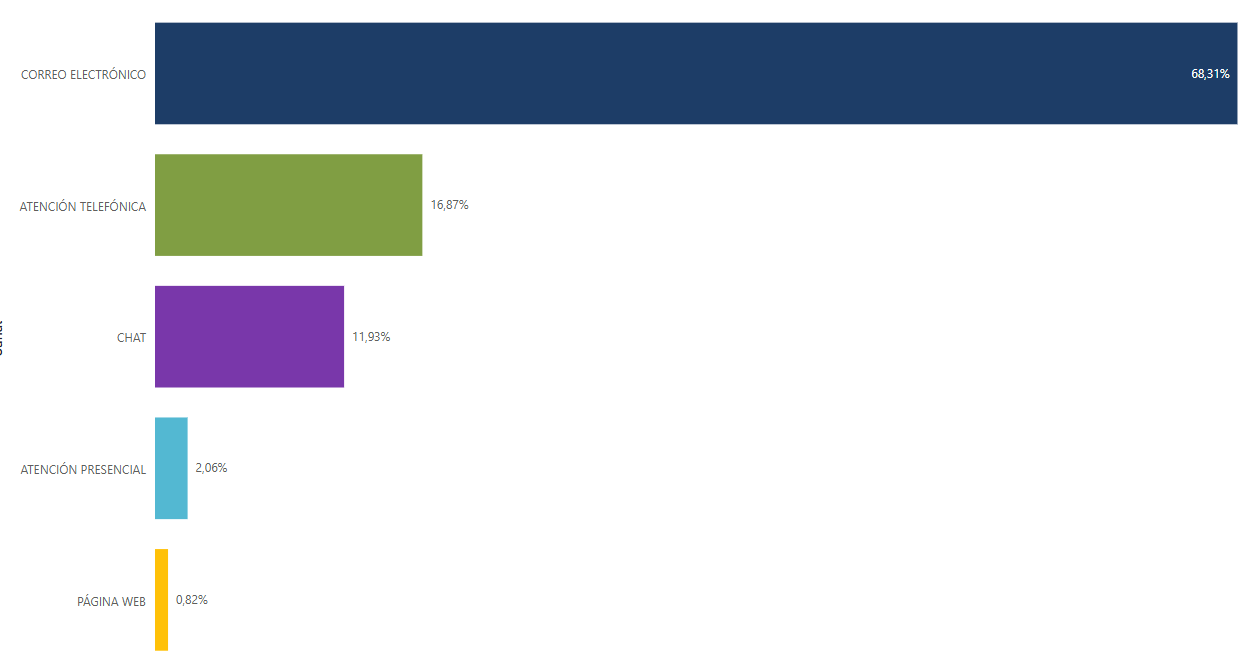 CORREO ELECTRÓNICO
68,31%
ATENCIÓN TELEFÓNICA
16,87%
CHAT
11,93%
ATENCIÓN PRESENCIAL
2,06%
PÁGINA WEB
0,82%